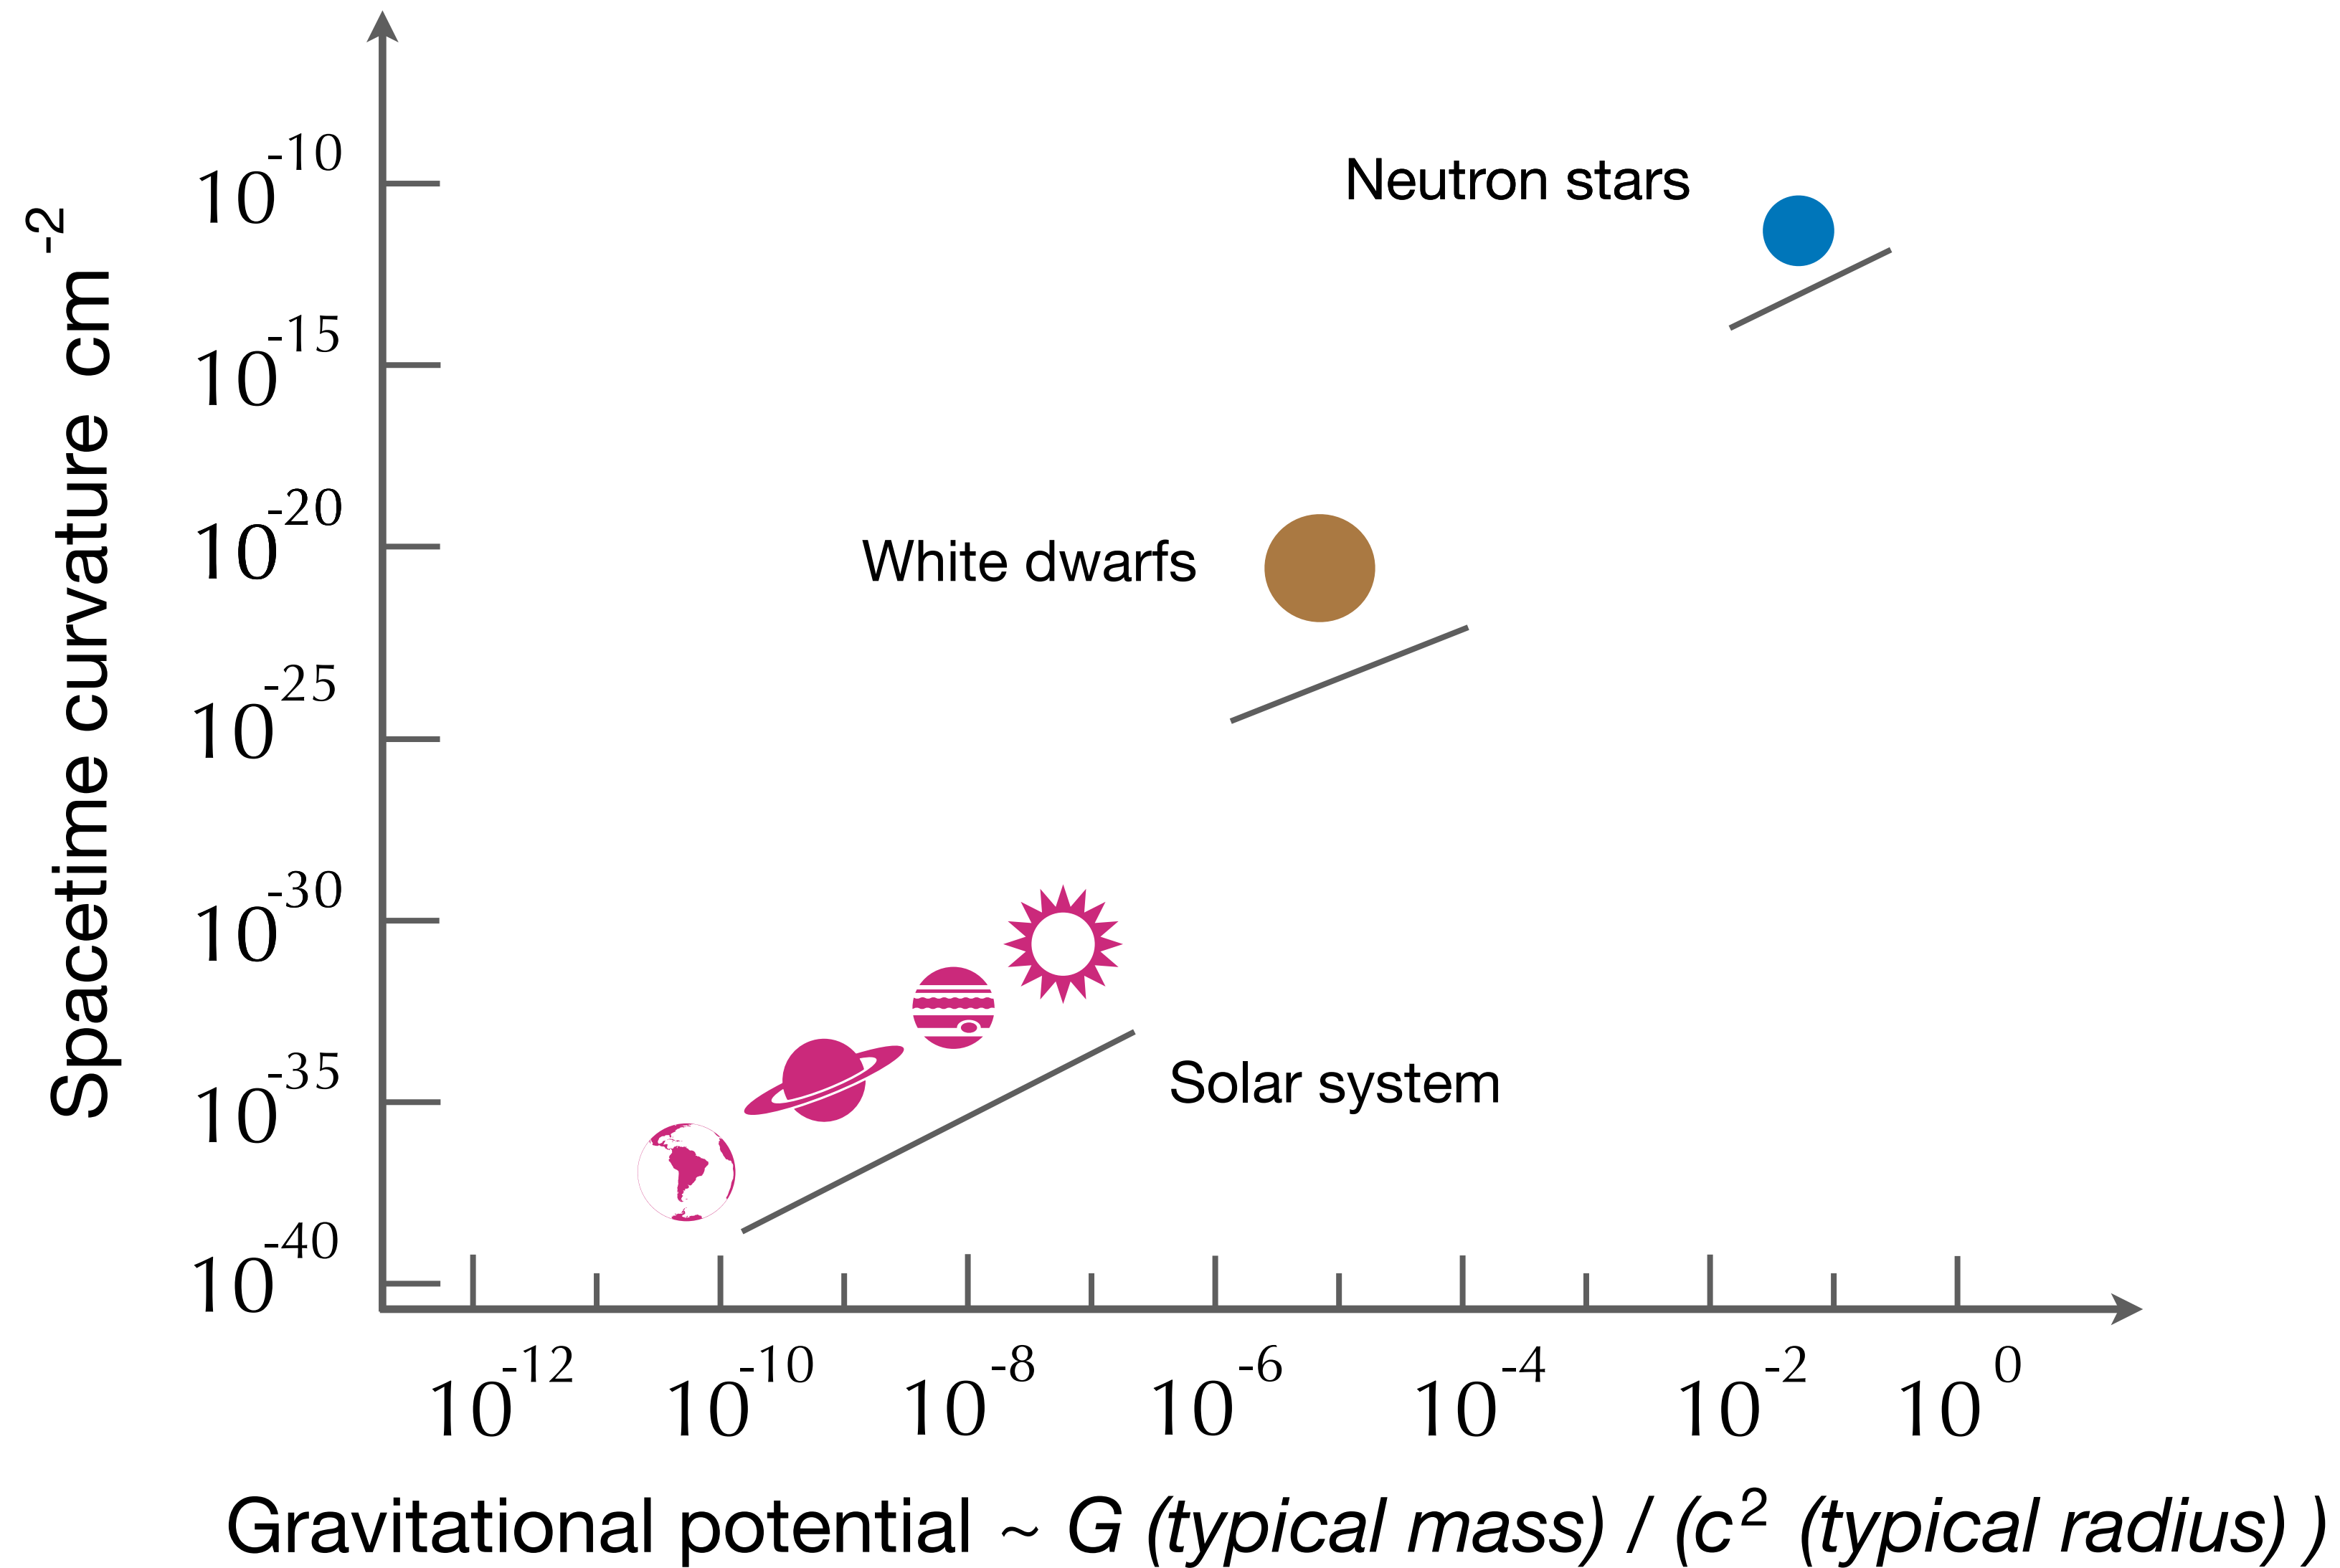 Spacetime curvature cm-2
10-10
10-15
10-20
10-25
10-30
10-35
10-40
Neutron stars
White dwarfs
Solar system
10-12 10-10 10-8 10-6 10-4 10-2 100
Gravitational potential ~ G (typical mass) / (c2 (typical radius) )